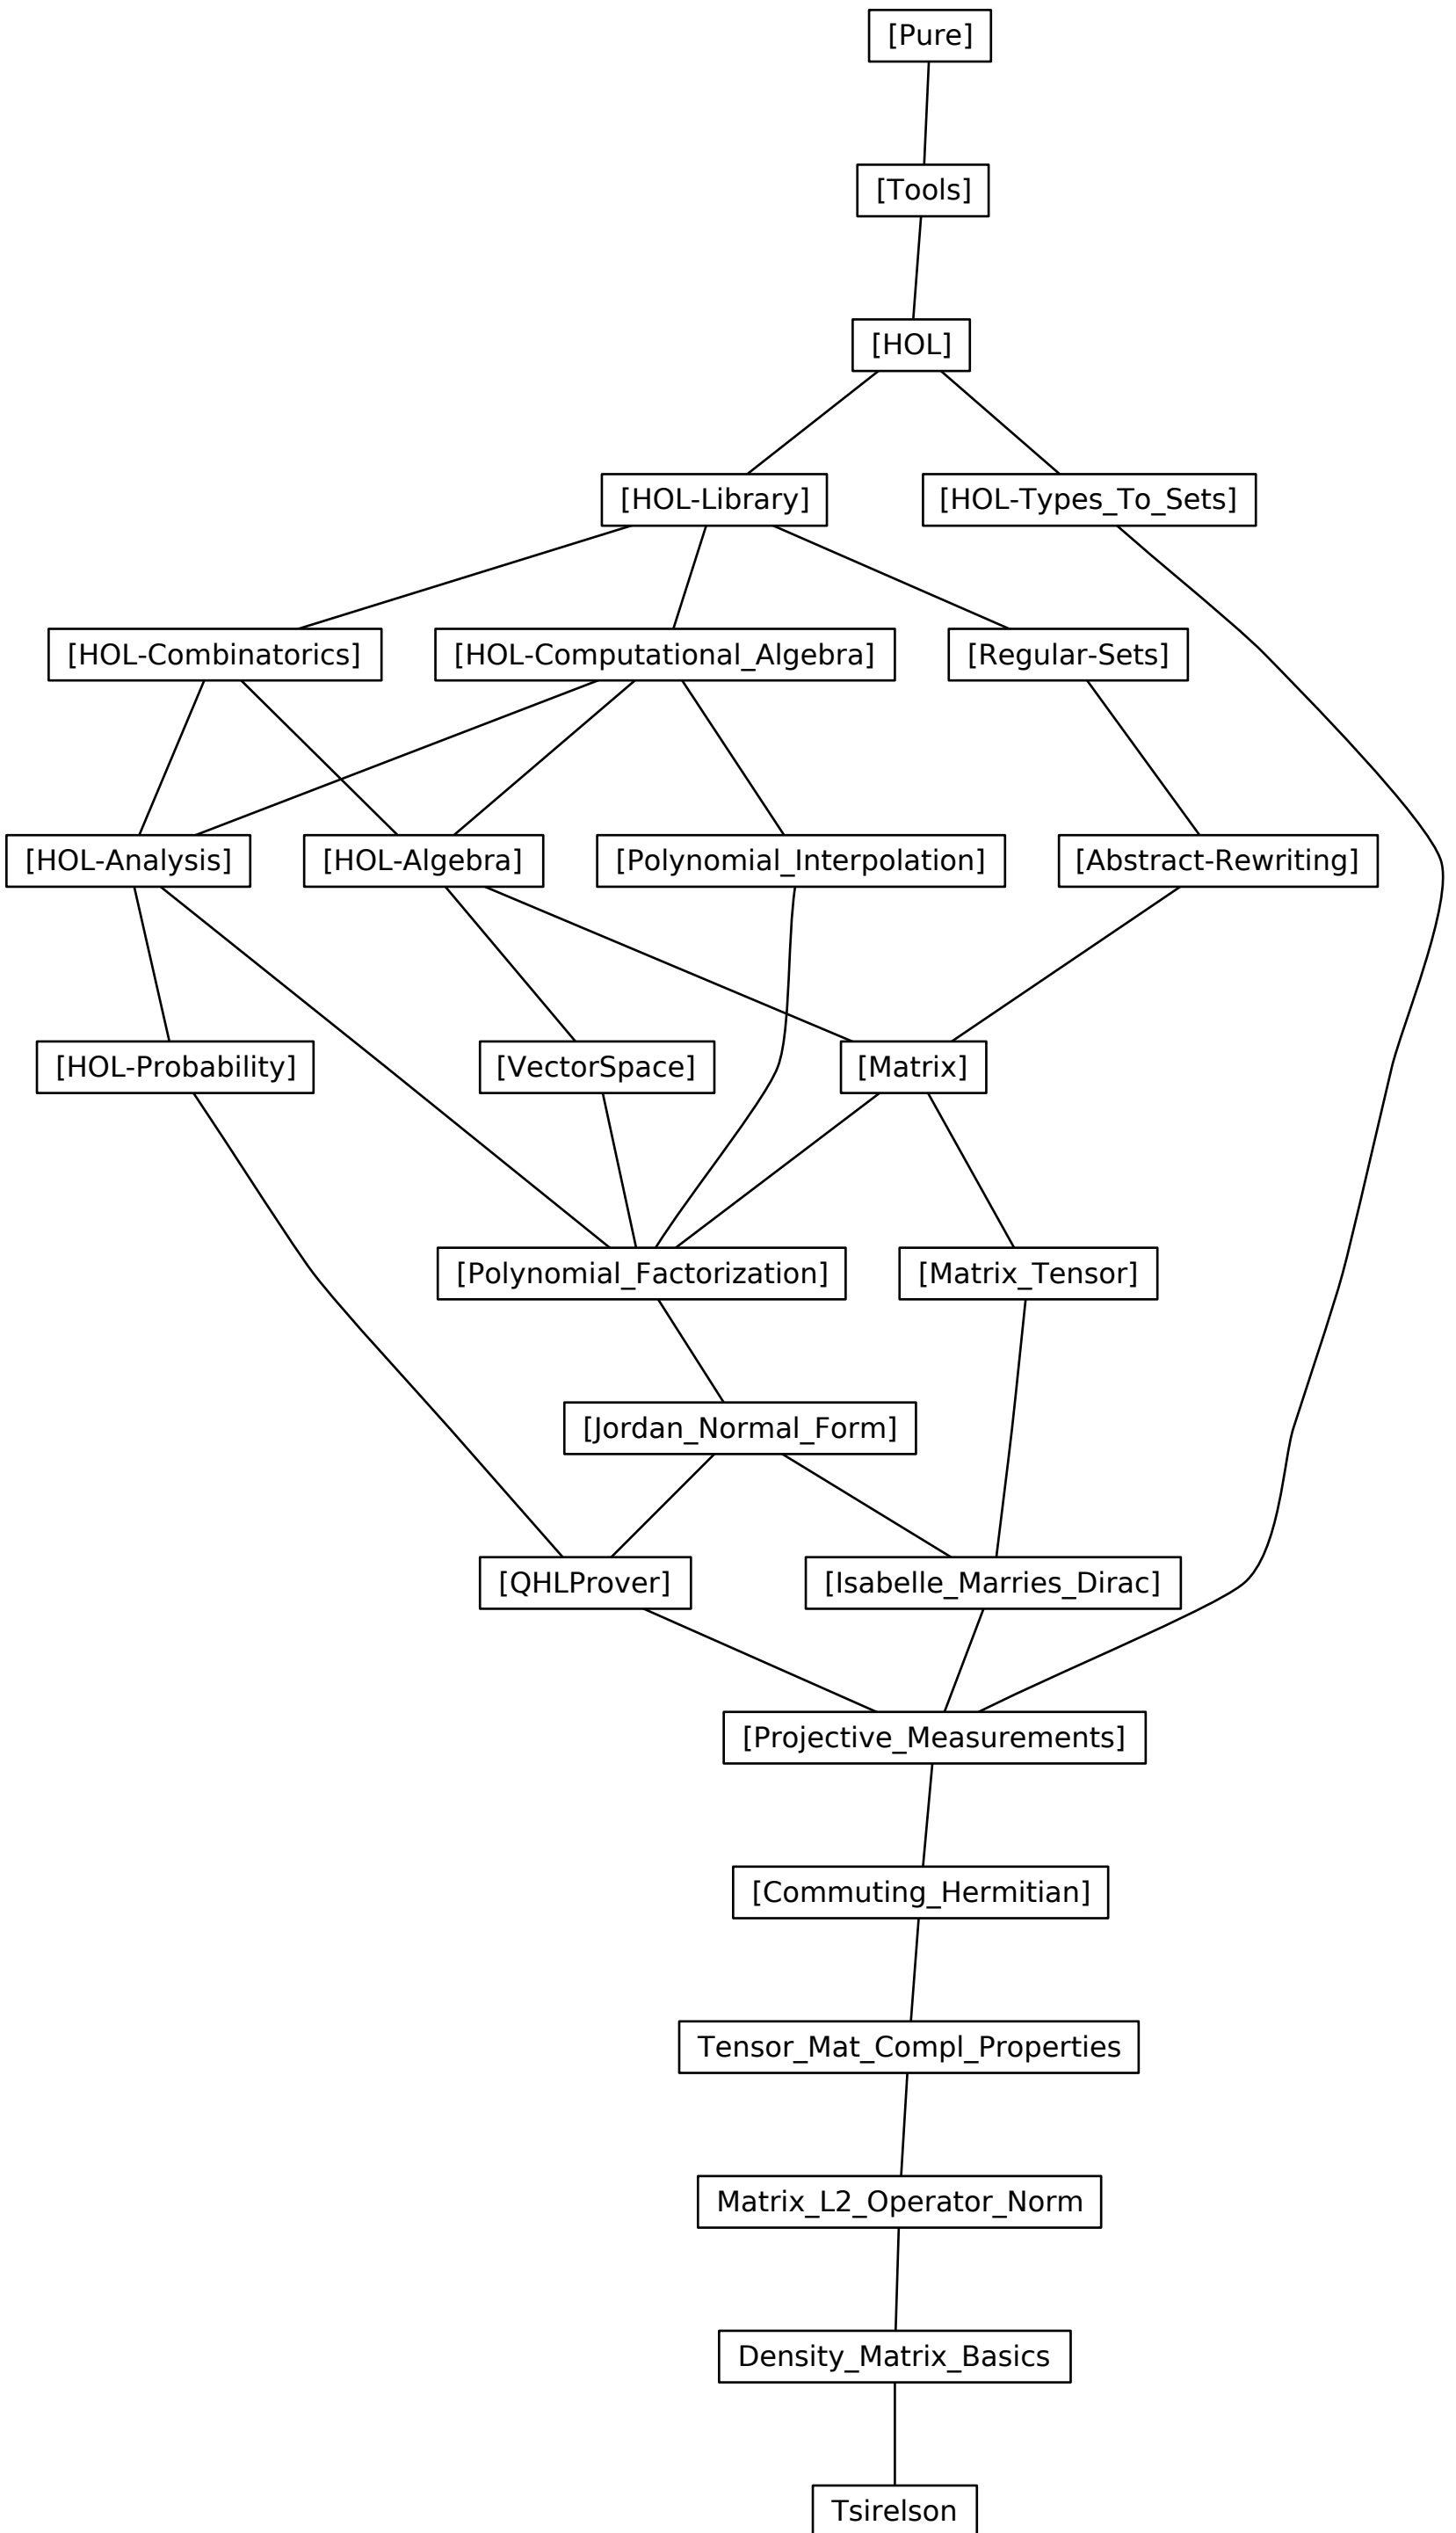 [Pure]
[Tools]
[HOL]
[HOL-Library]
[HOL-Types_To_Sets]
[HOL-Combinatorics]
[HOL-Computational_Algebra]
[Regular-Sets]
[HOL-Analysis]
[HOL-Algebra]
[Polynomial_Interpolation]
[Abstract-Rewriting]
[HOL-Probability]
[VectorSpace]
[Matrix]
[Polynomial_Factorization]
[Matrix_Tensor]
[Jordan_Normal_Form]
[QHLProver]
[Isabelle_Marries_Dirac]
[Projective_Measurements]
[Commuting_Hermitian]
Tensor_Mat_Compl_Properties
Matrix_L2_Operator_Norm
Density_Matrix_Basics
Tsirelson